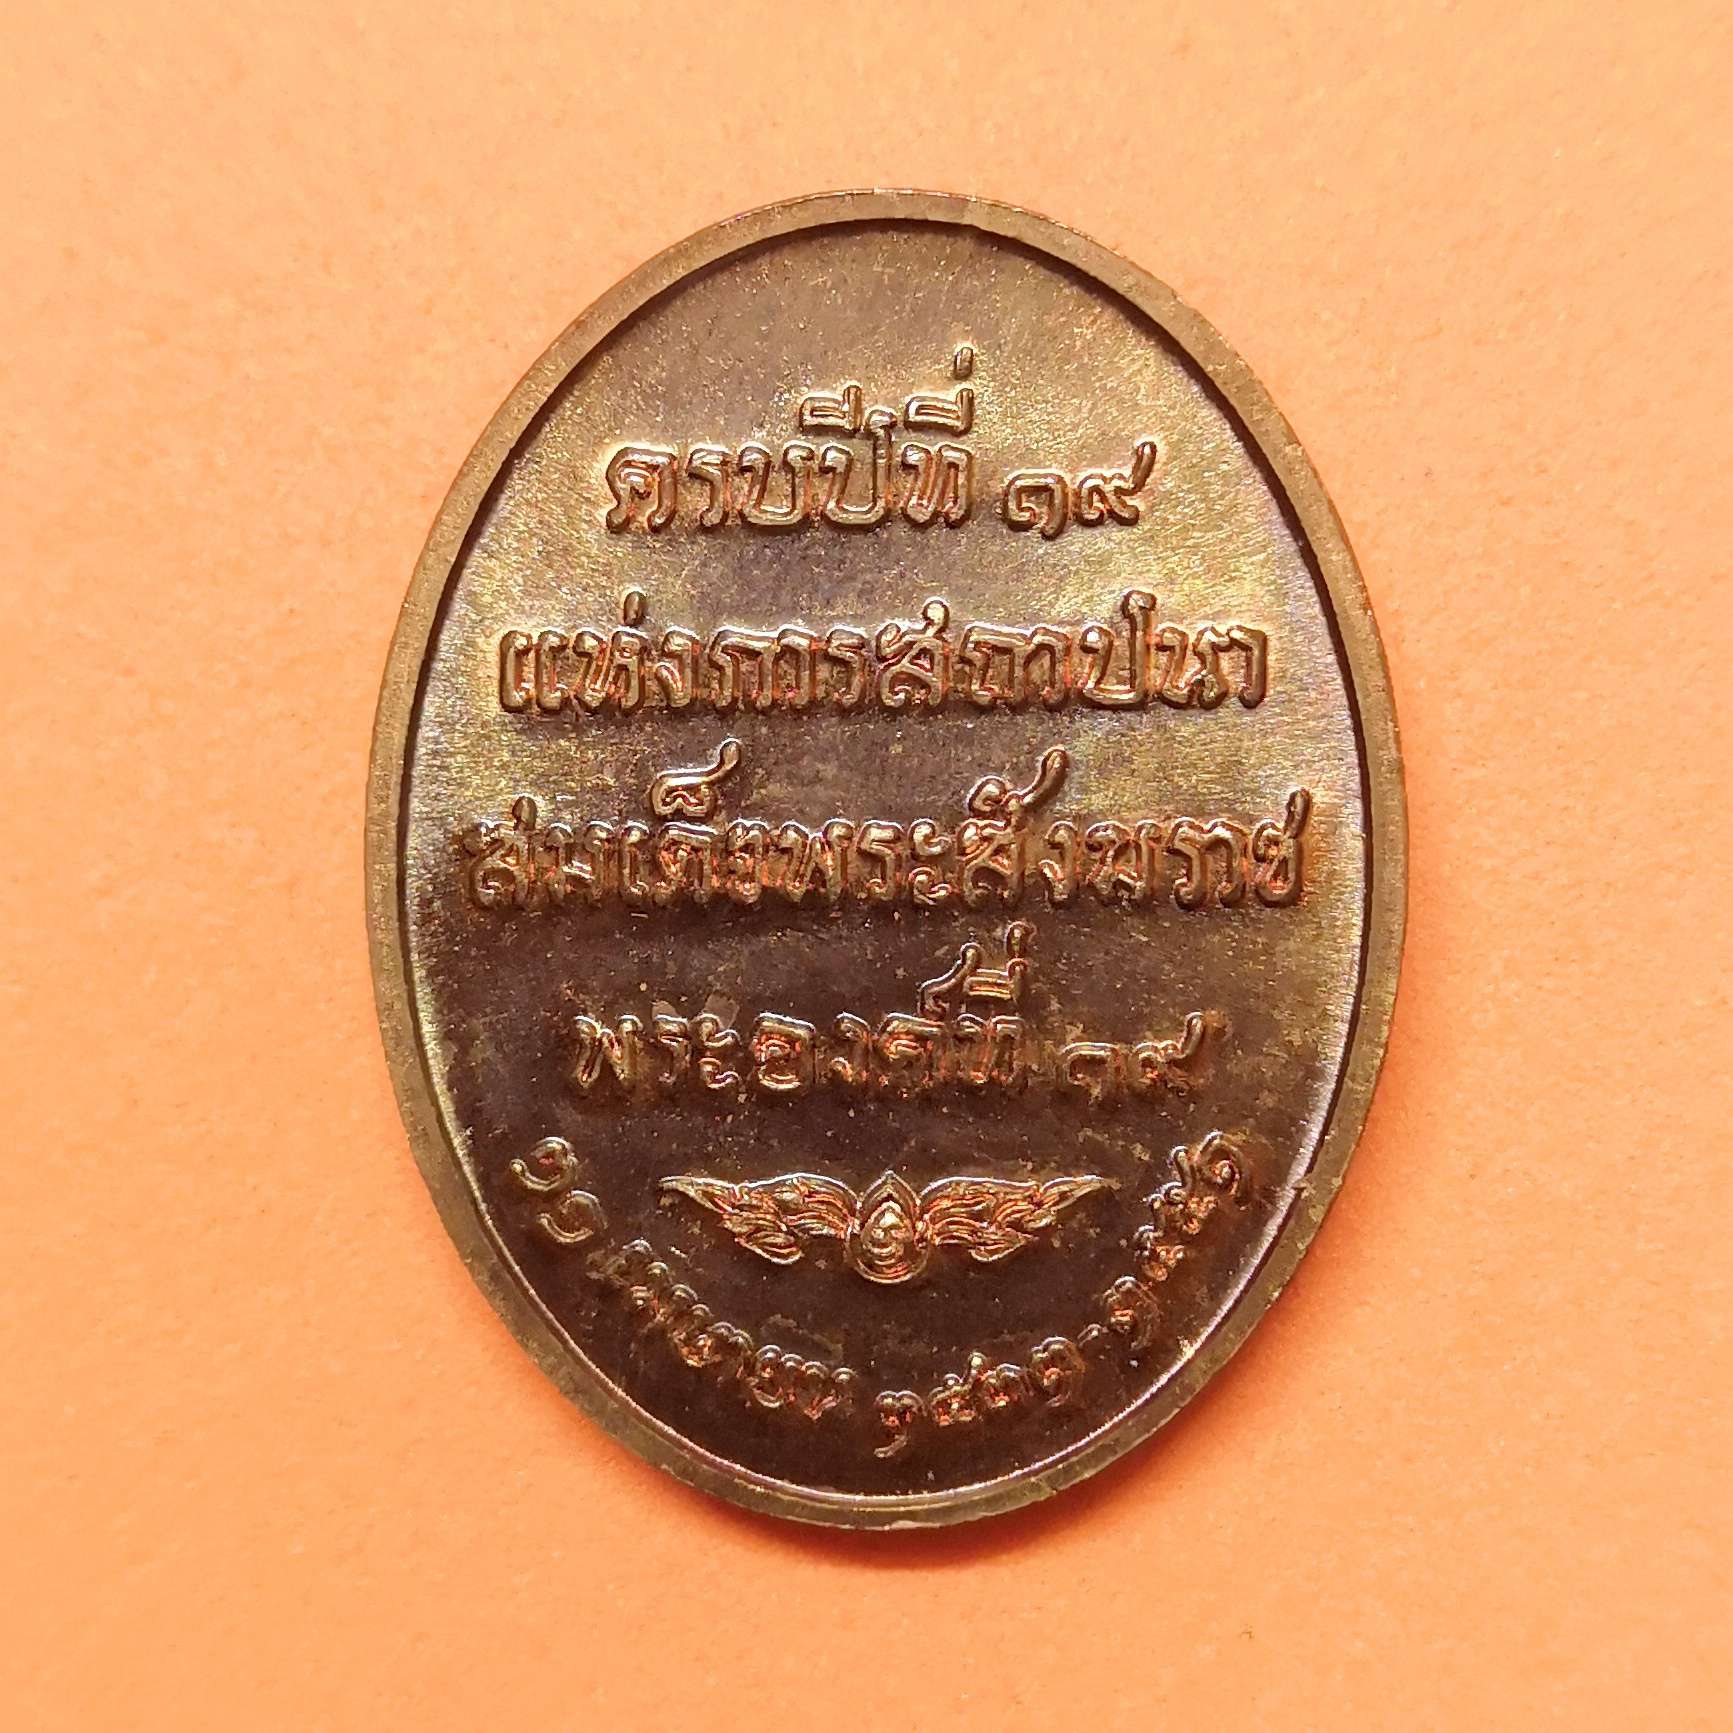 ครบปีที่ ๑๙
แห่งการสถาปนา
สมเด็จพระสังฆราช
พระองค์ที่ ๑๙
๒๑ เมษายน ๒๕๓๒-๒๕๕๑